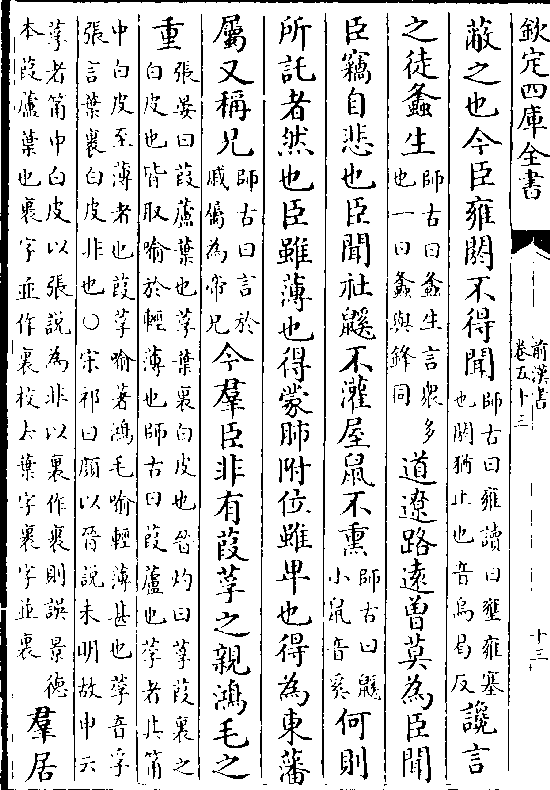 欽定四庫全書
前漢書
卷五十三
十三
蔽之也今臣雍閼不得聞師古曰雍讀曰壅雍塞也閼猶止也音烏曷反讒言
之徒蠭生師古曰蠭生言衆多也一曰蠭與鋒同道遼路遠曽莫為臣聞
臣竊自悲也臣聞社鼷不灌屋鼠不熏師古曰鼷小鼠音奚何則
所託者然也臣雖薄也得蒙肺附位雖卑也得為東藩
屬又稱兄師古曰言於戚屬為帝兄今羣臣非有葭莩之親鴻毛之
重張晏曰葭蘆葉也莩葉裏白皮也晉灼曰莩葭裏之白皮也皆取喻於輕薄也師古曰葭蘆也莩者其筩
中白皮至薄者也葭莩喻著鴻毛喻輕薄甚也莩音孚張言葉裏白皮非也○宋祁曰顔以晉說未明故申云
莩者筩中白皮以張說為非以裏作裹則誤景德本葭蘆葉也裹字並作裏校去葉字裏字並裹羣居